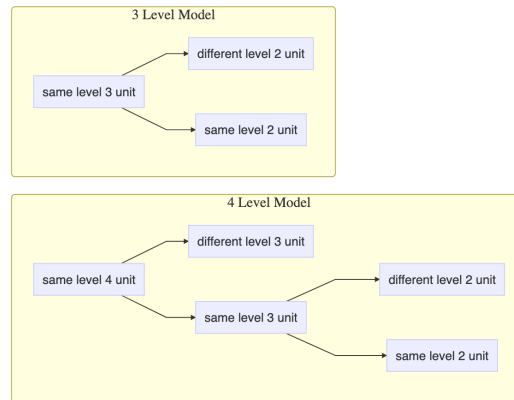 3 Level Model
different level 2 unit
same level 3 unit
same level 2 unit
4 Level Model
different level 3 unit
same level 4 unit
different level 2 unit
same level 3 unit
same level 2 unit